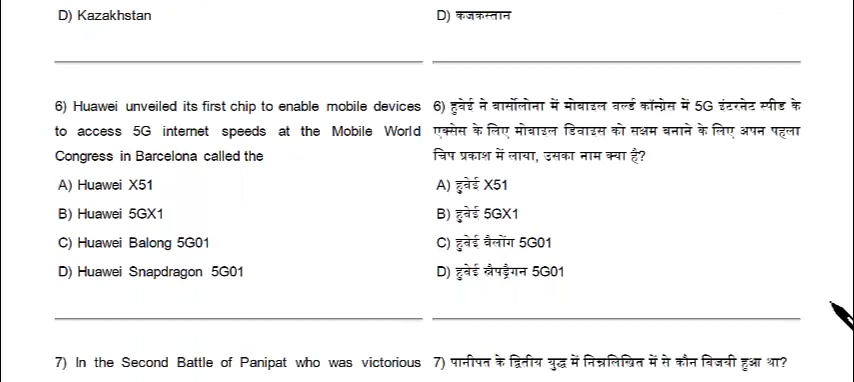 D) Kazakhstan
D) कजकस्तान
6) Huawei unveiled its first chip to enable mobile devices
to access 5G internet speeds at the Mobile World
Congress in Barcelona called the
A) Huawei X51
B) Huawei 5GX1
C) Huawei Balong 5G01
D) Huawei Snapdragon 5G01
6) हुवेई ने बार्सोलोना में मोबाइल वर्ल्ड कॉन्ग्रेस में 5G इंटरनेट स्पीड के
एक्सेस के लिए मोबाइल डिवाइस को सक्षम बनाने के लिए अपन पहला
चिप प्रकाश में लाया, उसका नाम क्या है?
A) हुवेई X51
B) हुवेई 5GX1
C) हुवेई बैलोंग 5G01
D) हुवेई स्नैपड्रैगन 5G01
7) In the Second Battle of Panipat who was victorious
7) पानीपत के द्वितीय युद्ध में निम्नलिखित में से कौन विजयी हुआ था?